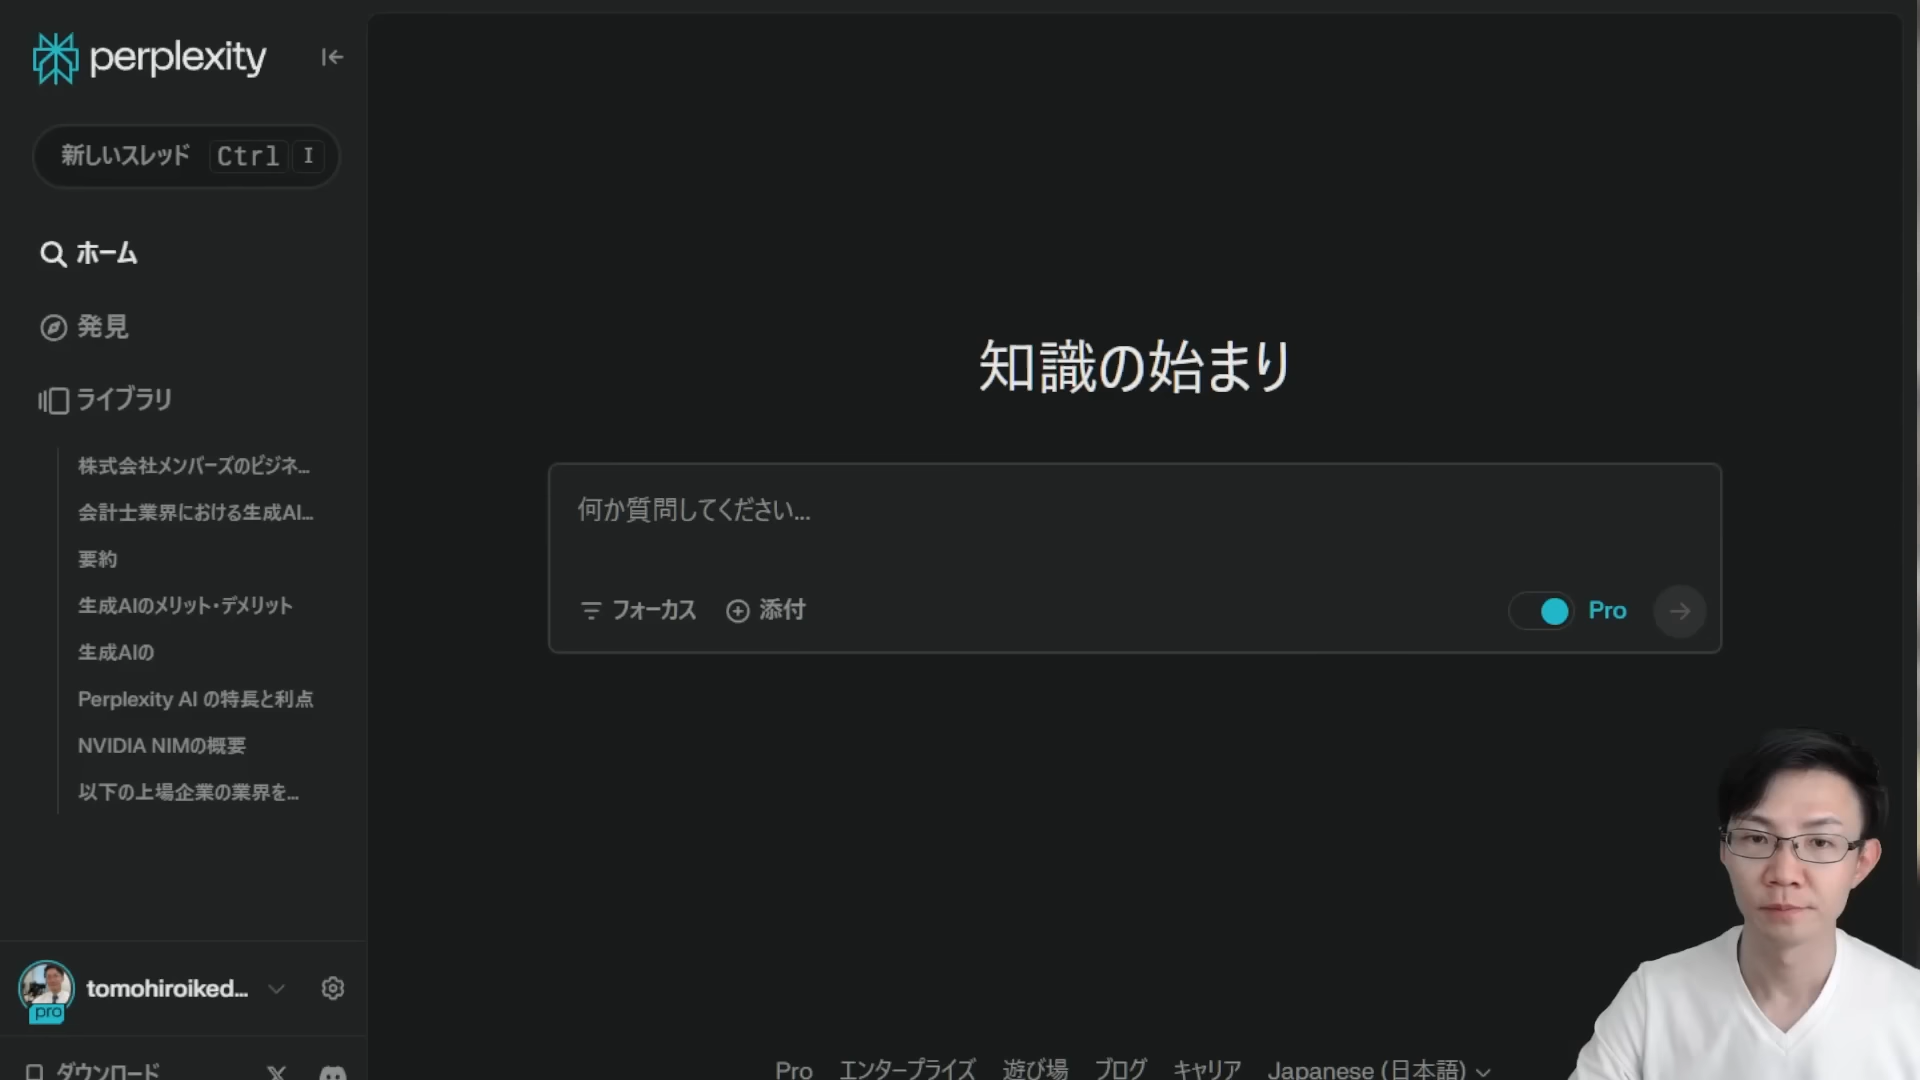 perplexity
新しいスレッド Ctrl I
ホーム
発見
ライブラリ
株式会社メンバーズのビジネ...
会計士業界における生成AI...
要約
生成AIのメリット・デメリット
生成AIの
Perplexity AI の特長と利点
NVIDIA NIMの概要
以下の上場企業の業界を...
tomohiroiked...
pro
ダウンロード
知識の始まり
何か質問してください...
フォーカス 添付 Pro
Pro エンタープライズ 遊び場 ブログ キャリア Japanese (日本語)